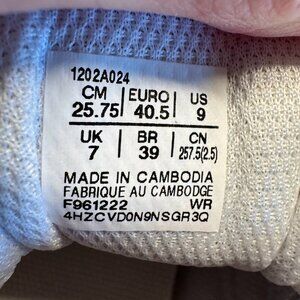 1202A024
CM EURO US
25.75 40.5 9
UK BR CN
7 39 257.5(2.5)
MADE IN CAMBODIA
FABRIQUE AU CAMBODGE
F961222 WR
4HZCVD0N9NSGR3Q